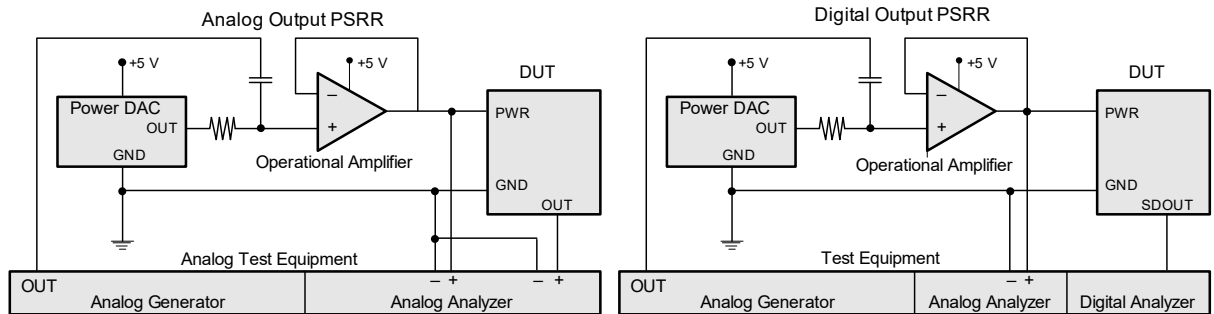 Analog Output PSRR
+5 V
Power DAC
OUT
GND
–
+
+5 V
Operational Amplifier
DUT
PWR
GND
OUT
Analog Test Equipment
OUT
Analog Generator
– +
– +
Analog Analyzer
Digital Output PSRR
+5 V
Power DAC
OUT
GND
–
+
+5 V
Operational Amplifier
DUT
PWR
GND
SDOUT
Test Equipment
OUT
Analog Generator
– +
Analog Analyzer
Digital Analyzer